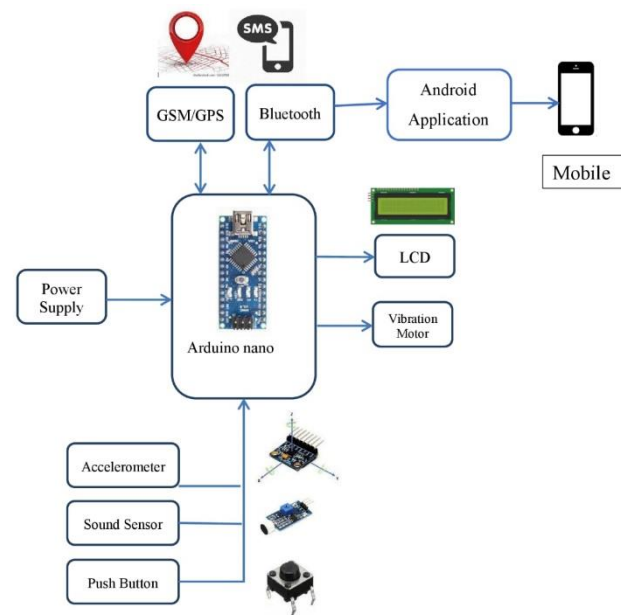 SMS
GSM/GPS
Bluetooth
Android
Application
Mobile
LCD
Power
Supply
Vibration
Motor
Arduino nano
Accelerometer
Sound Sensor
Push Button